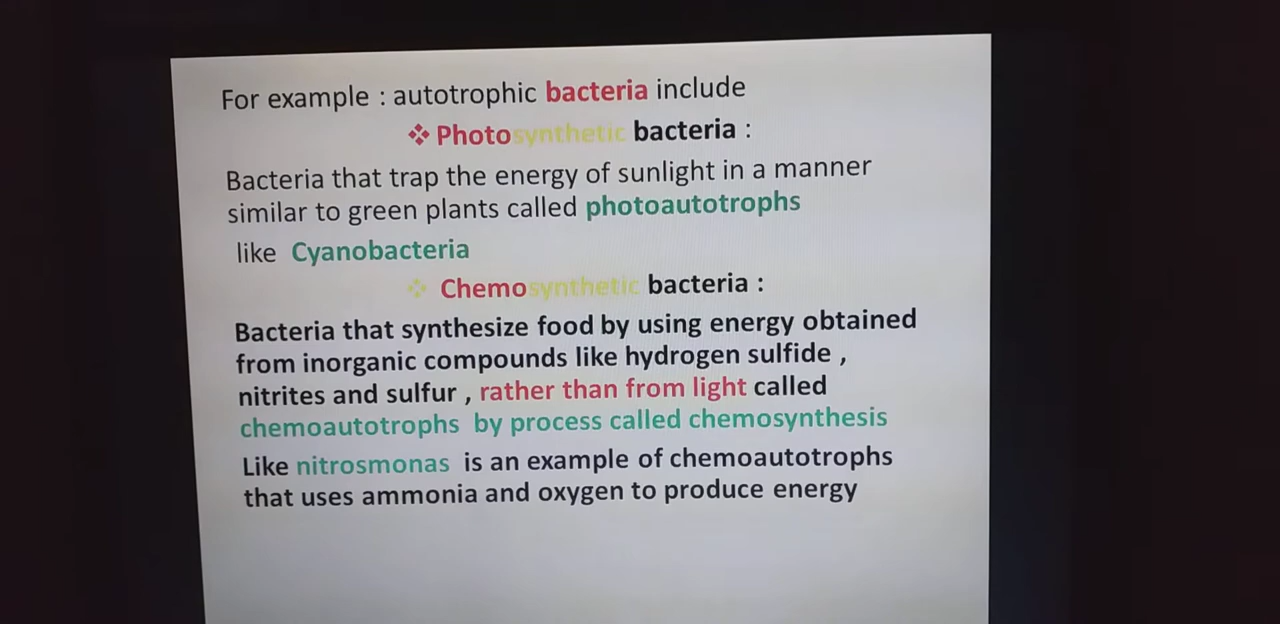 For example : autotrophic bacteria include
❖ Photosynthetic bacteria :
Bacteria that trap the energy of sunlight in a manner
similar to green plants called photoautotrophs
like Cyanobacteria
❖ Chemosynthetic bacteria :
Bacteria that synthesize food by using energy obtained
from inorganic compounds like hydrogen sulfide ,
nitrites and sulfur , rather than from light called
chemoautotrophs by process called chemosynthesis
Like nitrosmonas is an example of chemoautotrophs
that uses ammonia and oxygen to produce energy